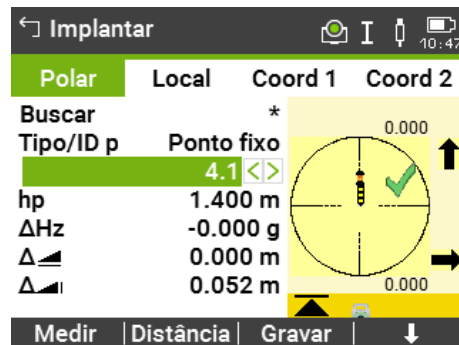 Implantar
10:47
Polar Local Coord 1 Coord 2
Buscar *
Tipo/ID p Ponto fixo
4.1
hp 1.400 m
ΔHz -0.000 g
Δ 0.000 m
Δ 0.052 m
0.000
0.000
Medir Distância Gravar